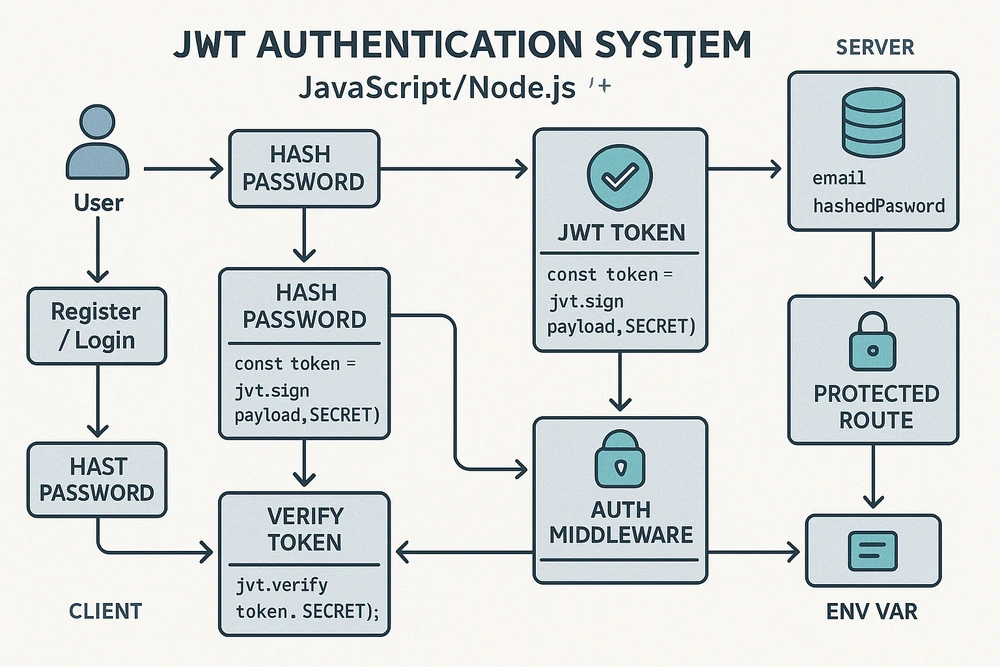 JWT AUTHENTICATION SYSTJEM
JavaScript/Node.js '+
SERVER
User
HASH
PASSWORD
JWT TOKEN
const token =
jvt.sign
payload,SECRET)
email
hashedPasword
Register
/ Login
HASH
PASSWORD
const token =
jvt.sign
payload,SECRET)
PROTECTED
ROUTE
HAST
PASSWORD
VERIFY
TOKEN
jvt.verify
token. SECRET);
AUTH
MIDDLEWARE
CLIENT
ENV VAR